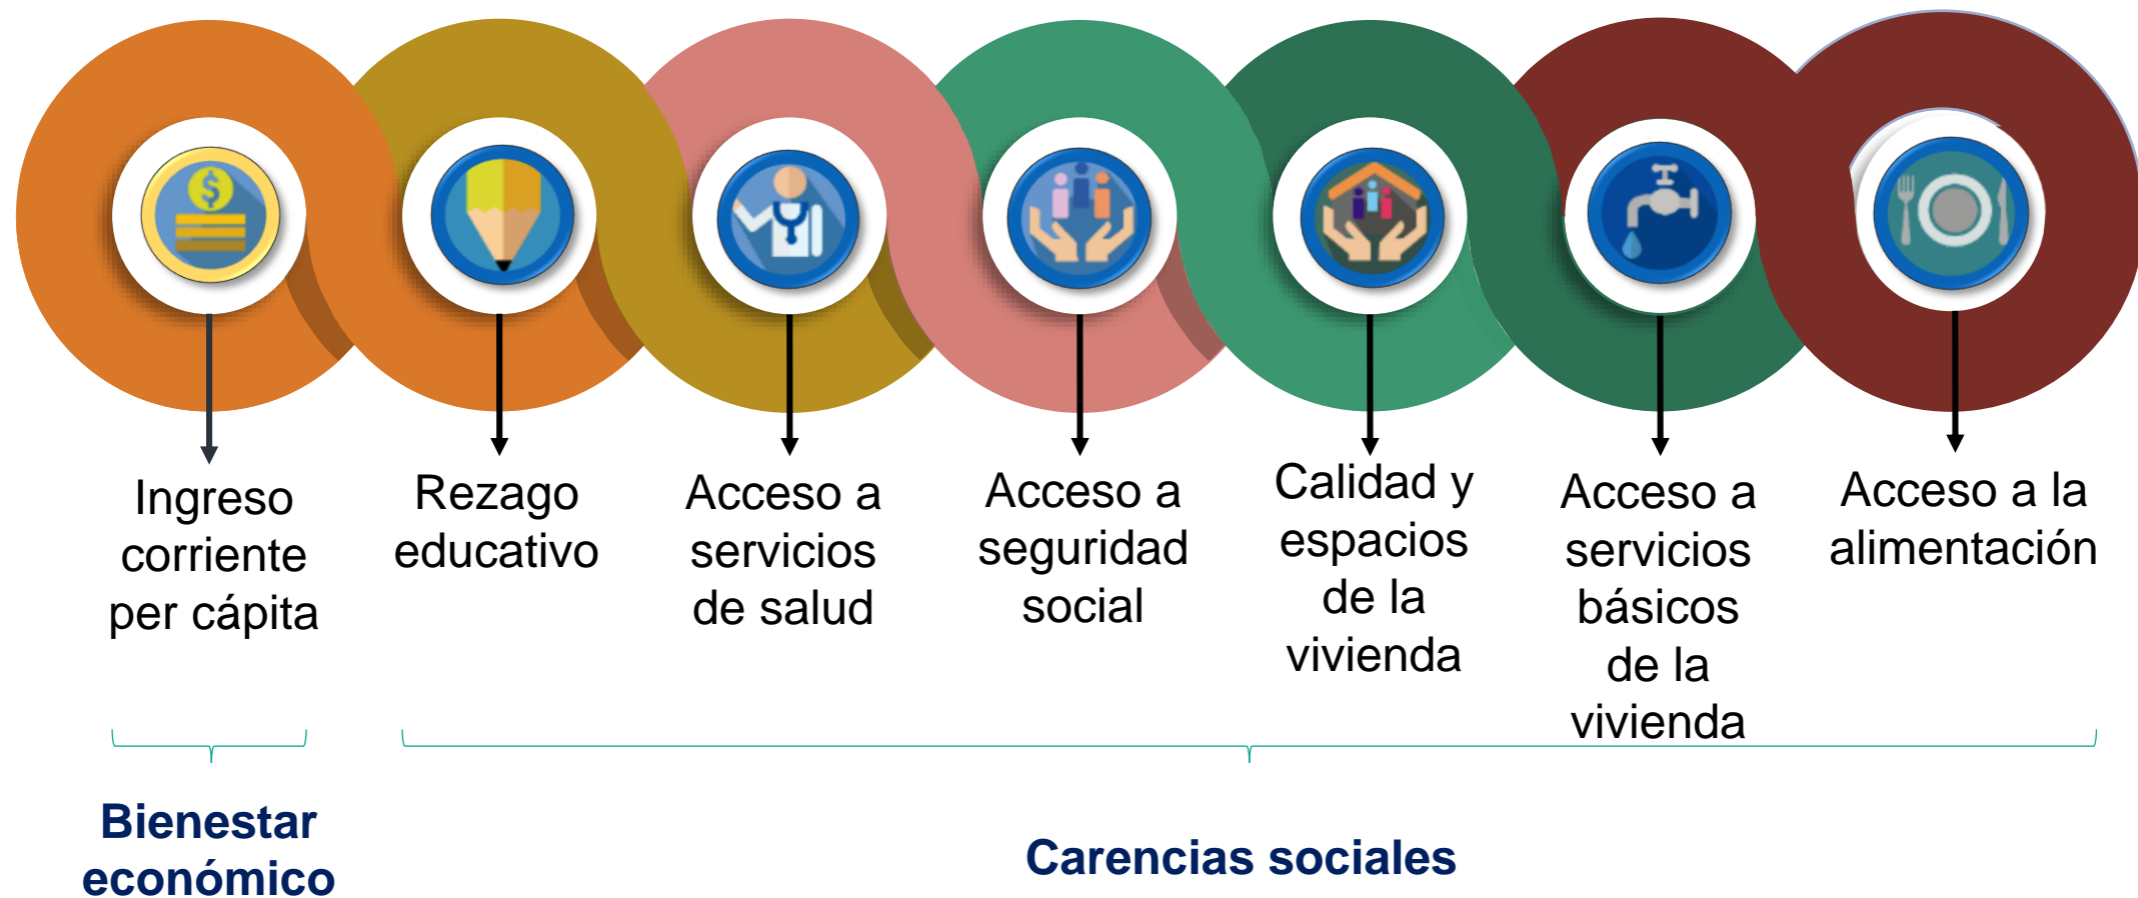 Ingreso
corriente
per cápita
Rezago
educativo
Acceso a
servicios
de salud
Acceso a
seguridad
social
Calidad y
espacios
de la
vivienda
Acceso a
servicios
básicos
de la
vivienda
Acceso a la
alimentación
Bienestar
económico
Carencias sociales